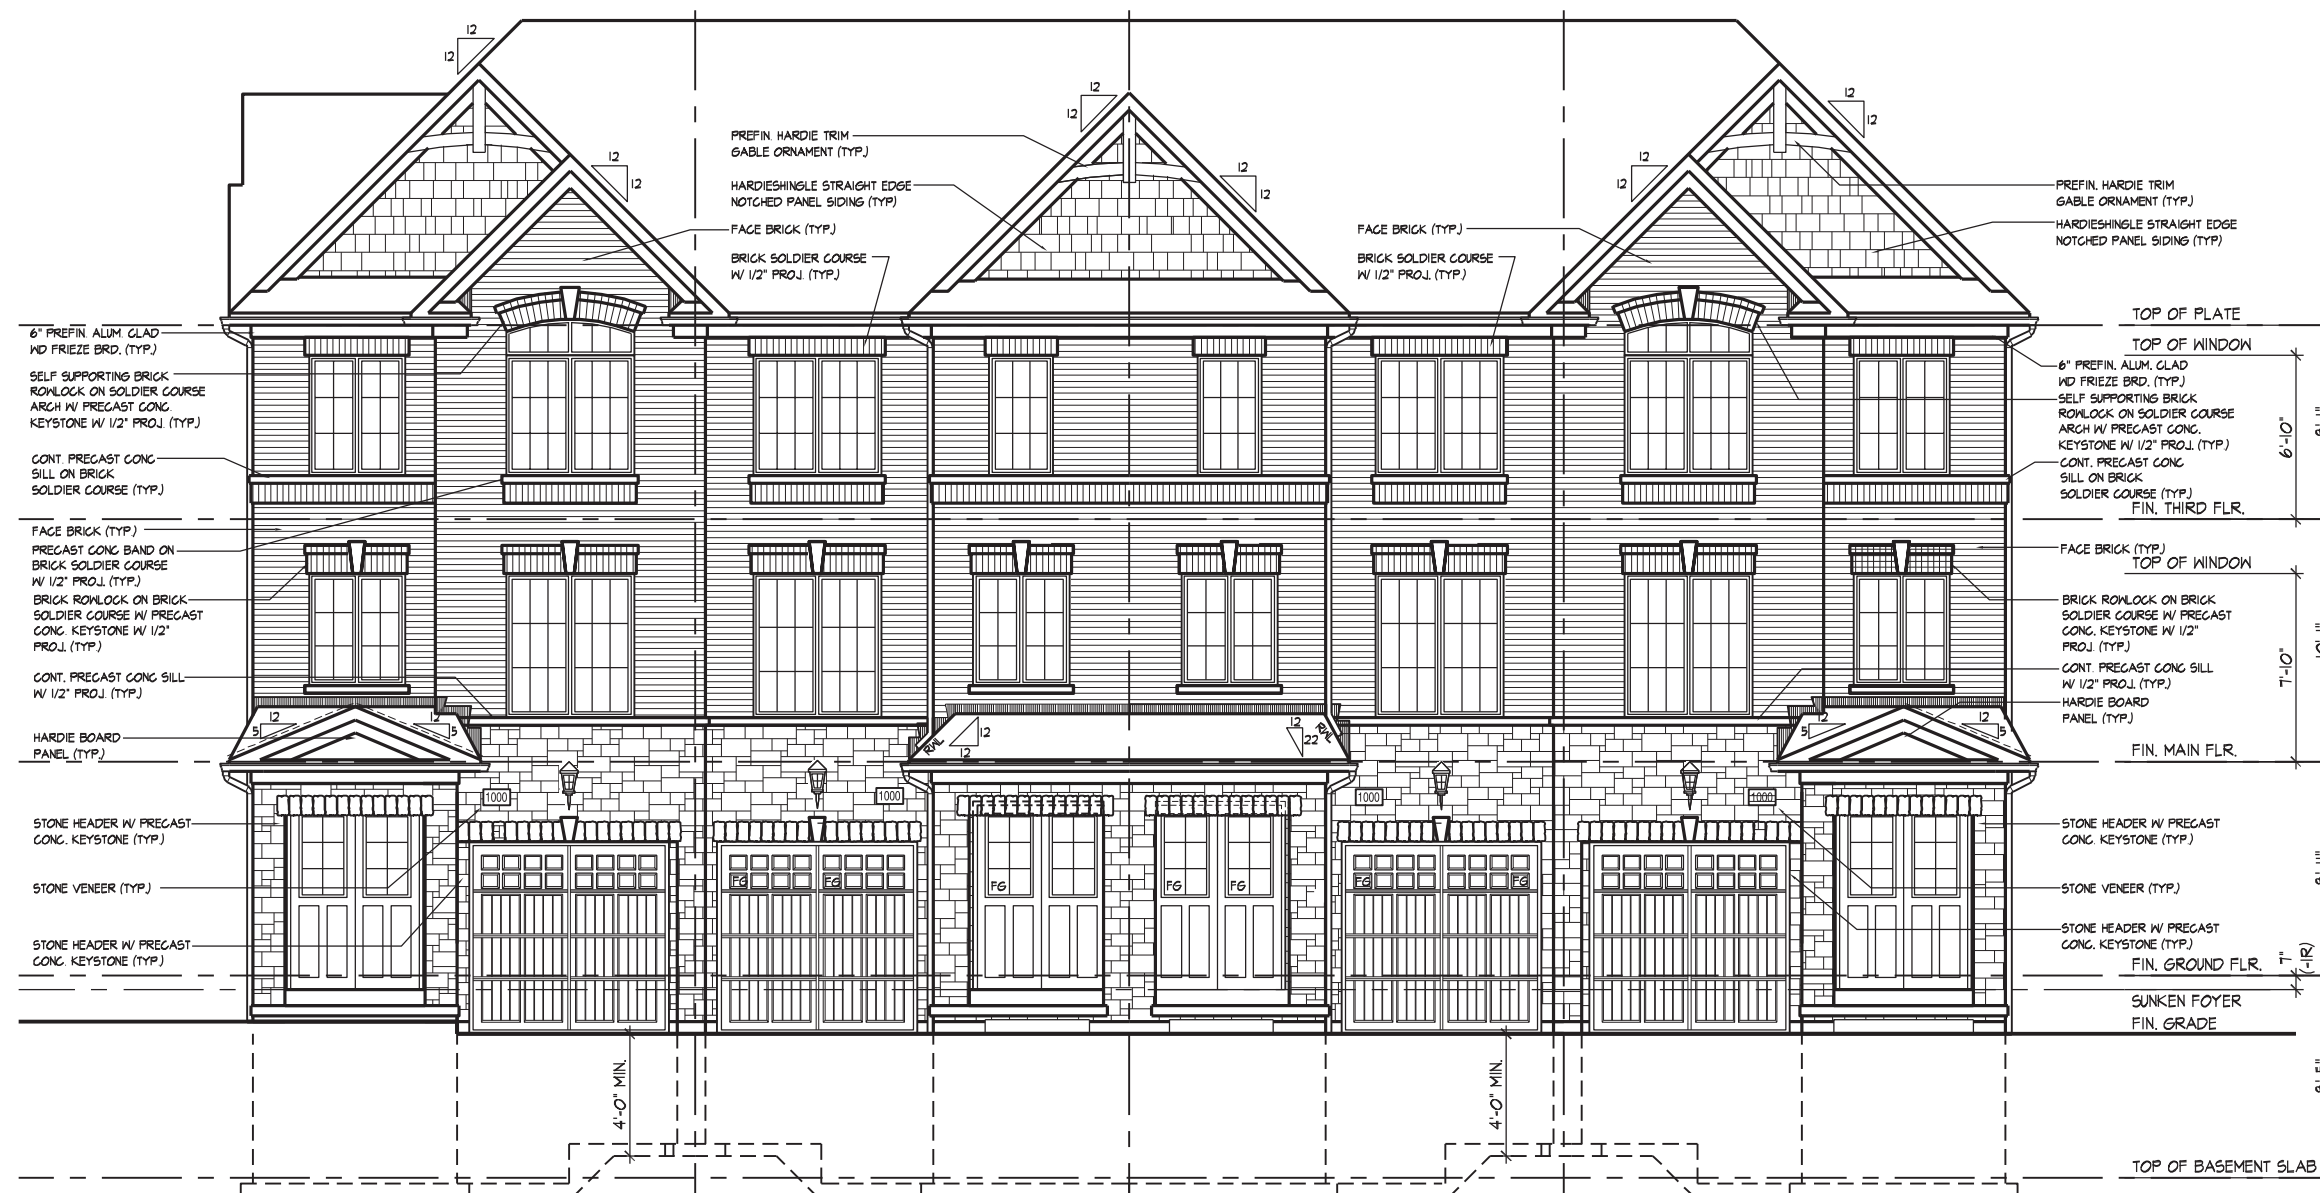 12
12
12
12
12
12
12
12
12
12
12
12
PREFIN. HARDIE TRIM
GABLE ORNAMENT (TYP.)
HARDIESHINGLE STRAIGHT EDGE
NOTCHED PANEL SIDING (TYP)
FACE BRICK (TYP.)
BRICK SOLDIER COURSE
W/ 1/2" PROJ. (TYP.)
FACE BRICK (TYP.)
BRICK SOLDIER COURSE
W/ 1/2" PROJ. (TYP.)
PREFIN. HARDIE TRIM
GABLE ORNAMENT (TYP.)
HARDIESHINGLE STRAIGHT EDGE
NOTCHED PANEL SIDING (TYP)
6" PREFIN. ALUM. CLAD
WD FRIEZE BRD. (TYP.)
SELF SUPPORTING BRICK
ROWLOCK ON SOLDIER COURSE
ARCH W/ PRECAST CONC.
KEYSTONE W/ 1/2" PROJ. (TYP.)
CONT. PRECAST CONC
SILL ON BRICK
SOLDIER COURSE (TYP.)
FACE BRICK (TYP.)
PRECAST CONC BAND ON
BRICK SOLDIER COURSE
W/ 1/2" PROJ. (TYP.)
BRICK ROWLOCK ON BRICK
SOLDIER COURSE W/ PRECAST
CONC. KEYSTONE W/ 1/2"
PROJ. (TYP.)
CONT. PRECAST CONC SILL
W/ 1/2" PROJ. (TYP.)
HARDIE BOARD
PANEL (TYP.)
STONE HEADER W/ PRECAST
CONC. KEYSTONE (TYP.)
STONE VENEER (TYP.)
STONE HEADER W/ PRECAST
CONC. KEYSTONE (TYP.)
12
5
12
5
RWL
12
12
12
22
RWL
12
5
12
5
1000
1000
1000
1000
FG
FG
FG
FG
FG
FG
FG
4'-0" MIN.
4'-0" MIN.
TOP OF PLATE
TOP OF WINDOW
6" PREFIN. ALUM. CLAD
WD FRIEZE BRD. (TYP.)
SELF SUPPORTING BRICK
ROWLOCK ON SOLDIER COURSE
ARCH W/ PRECAST CONC.
KEYSTONE W/ 1/2" PROJ. (TYP.)
CONT. PRECAST CONC
SILL ON BRICK
SOLDIER COURSE (TYP.)
6'-10"
FIN. THIRD FLR.
FACE BRICK (TYP.)
TOP OF WINDOW
BRICK ROWLOCK ON BRICK
SOLDIER COURSE W/ PRECAST
CONC. KEYSTONE W/ 1/2"
PROJ. (TYP.)
CONT. PRECAST CONC SILL
W/ 1/2" PROJ. (TYP.)
HARDIE BOARD
PANEL (TYP.)
7'-10"
FIN. MAIN FLR.
STONE HEADER W/ PRECAST
CONC. KEYSTONE (TYP.)
STONE VENEER (TYP.)
STONE HEADER W/ PRECAST
CONC. KEYSTONE (TYP.)
FIN. GROUND FLR.
7"
(-1R)
SUNKEN FOYER
FIN. GRADE
TOP OF BASEMENT SLAB